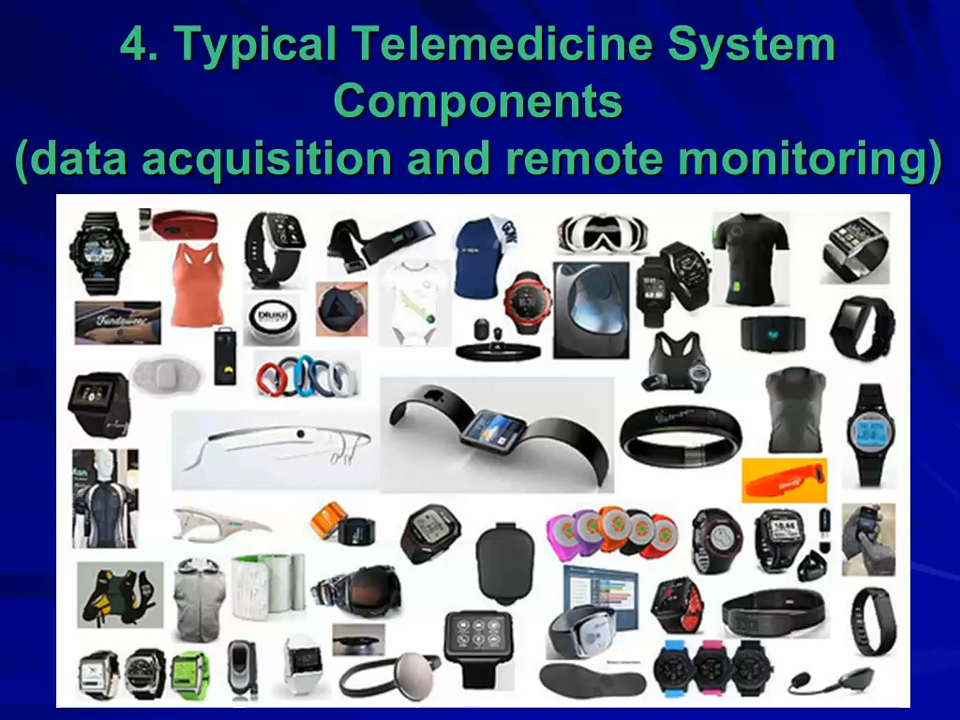 4. Typical Telemedicine System
Components
(data acquisition and remote monitoring)